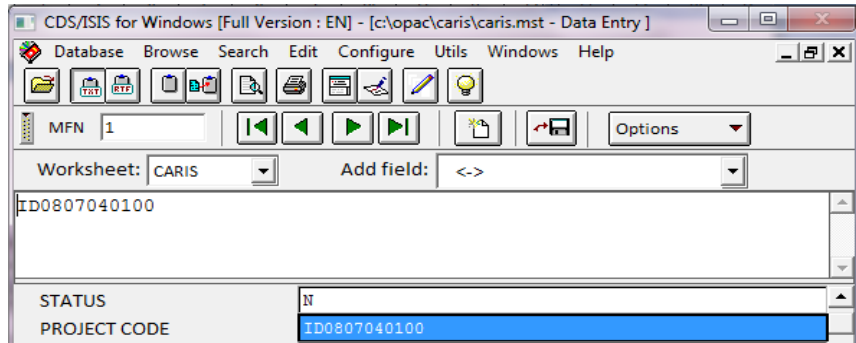 CDS/ISIS for Windows [Full Version : EN] - [c:\opac\caris\caris.mst - Data Entry ]
Database Browse Search Edit Configure Utils Windows Help
TXT RTF
MFN 1 Options
Worksheet: CARIS Add field: <->
ID0807040100
STATUS N
PROJECT CODE ID0807040100